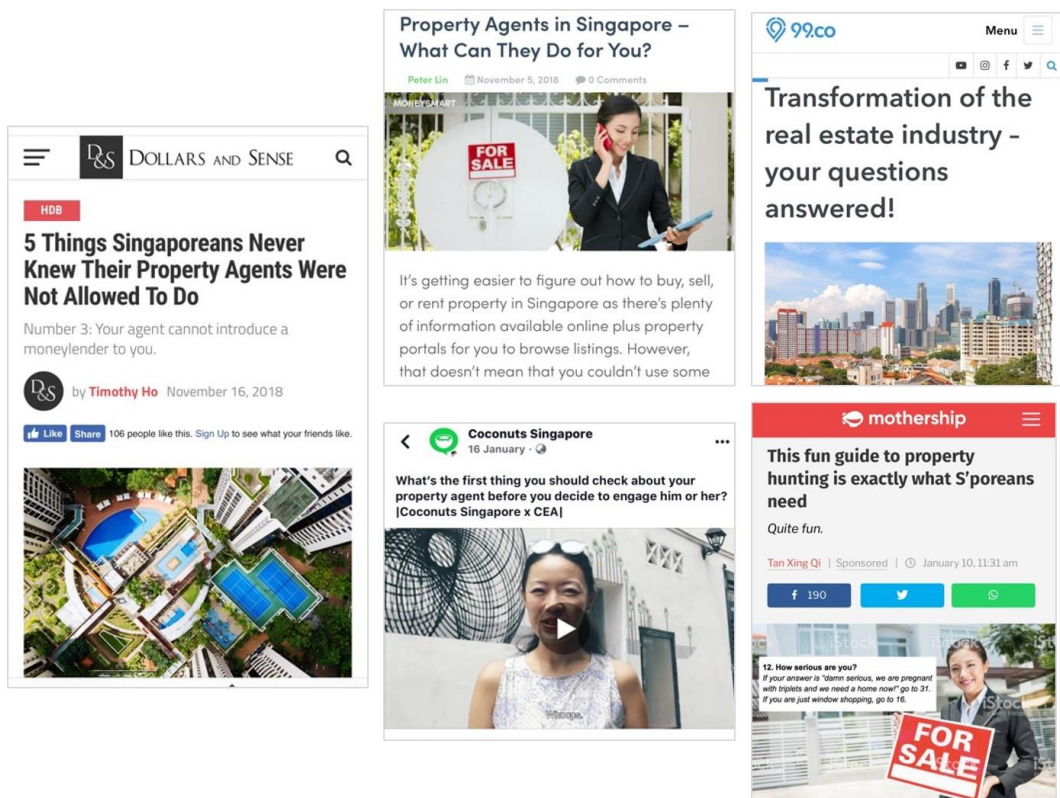 D&S DOLLARS AND SENSE
HDB
5 Things Singaporeans Never
Knew Their Property Agents Were
Not Allowed To Do
Number 3: Your agent cannot introduce a
moneylender to you.
D&S by Timothy Ho November 16, 2018
Like Share 106 people like this. Sign Up to see what your friends like.
Property Agents in Singapore –
What Can They Do for You?
Peter Lin November 5, 2018 0 Comments
MONEYSMART
FOR
SALE
It's getting easier to figure out how to buy, sell,
or rent property in Singapore as there's plenty
of information available online plus property
portals for you to browse listings. However,
that doesn't mean that you couldn't use some
99.co Menu
Transformation of the
real estate industry –
your questions
answered!
Coconuts Singapore
16 January ·
What's the first thing you should check about your
property agent before you decide to engage him or her?
|Coconuts Singapore x CEA|
Whoops.
mothership
This fun guide to property
hunting is exactly what S'poreans
need
Quite fun.
Tan Xing Qi | Sponsored | January 10, 11:31 am
190
iStock
12. How serious are you?
If your answer is "damn serious, we are pregnant
with triplets and we need a home now!" go to 31.
If you are just window shopping, go to 16.
iStock
FOR
SALE